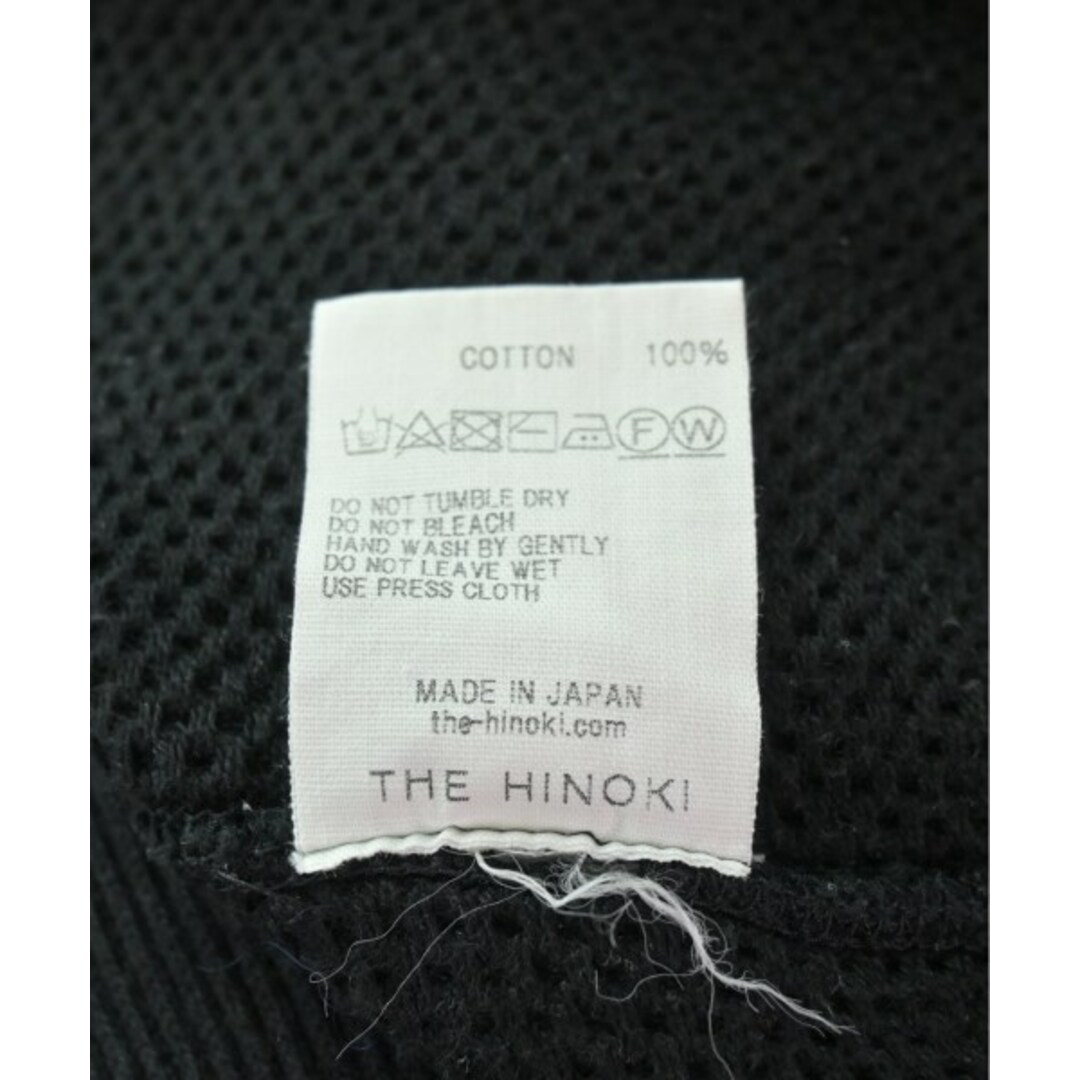 COTTON 100%
F W
DO NOT TUMBLE DRY
DO NOT BLEACH
HAND WASH BY GENTLY
DO NOT LEAVE WET
USE PRESS CLOTH
MADE IN JAPAN
the-hinoki.com
THE HINOKI